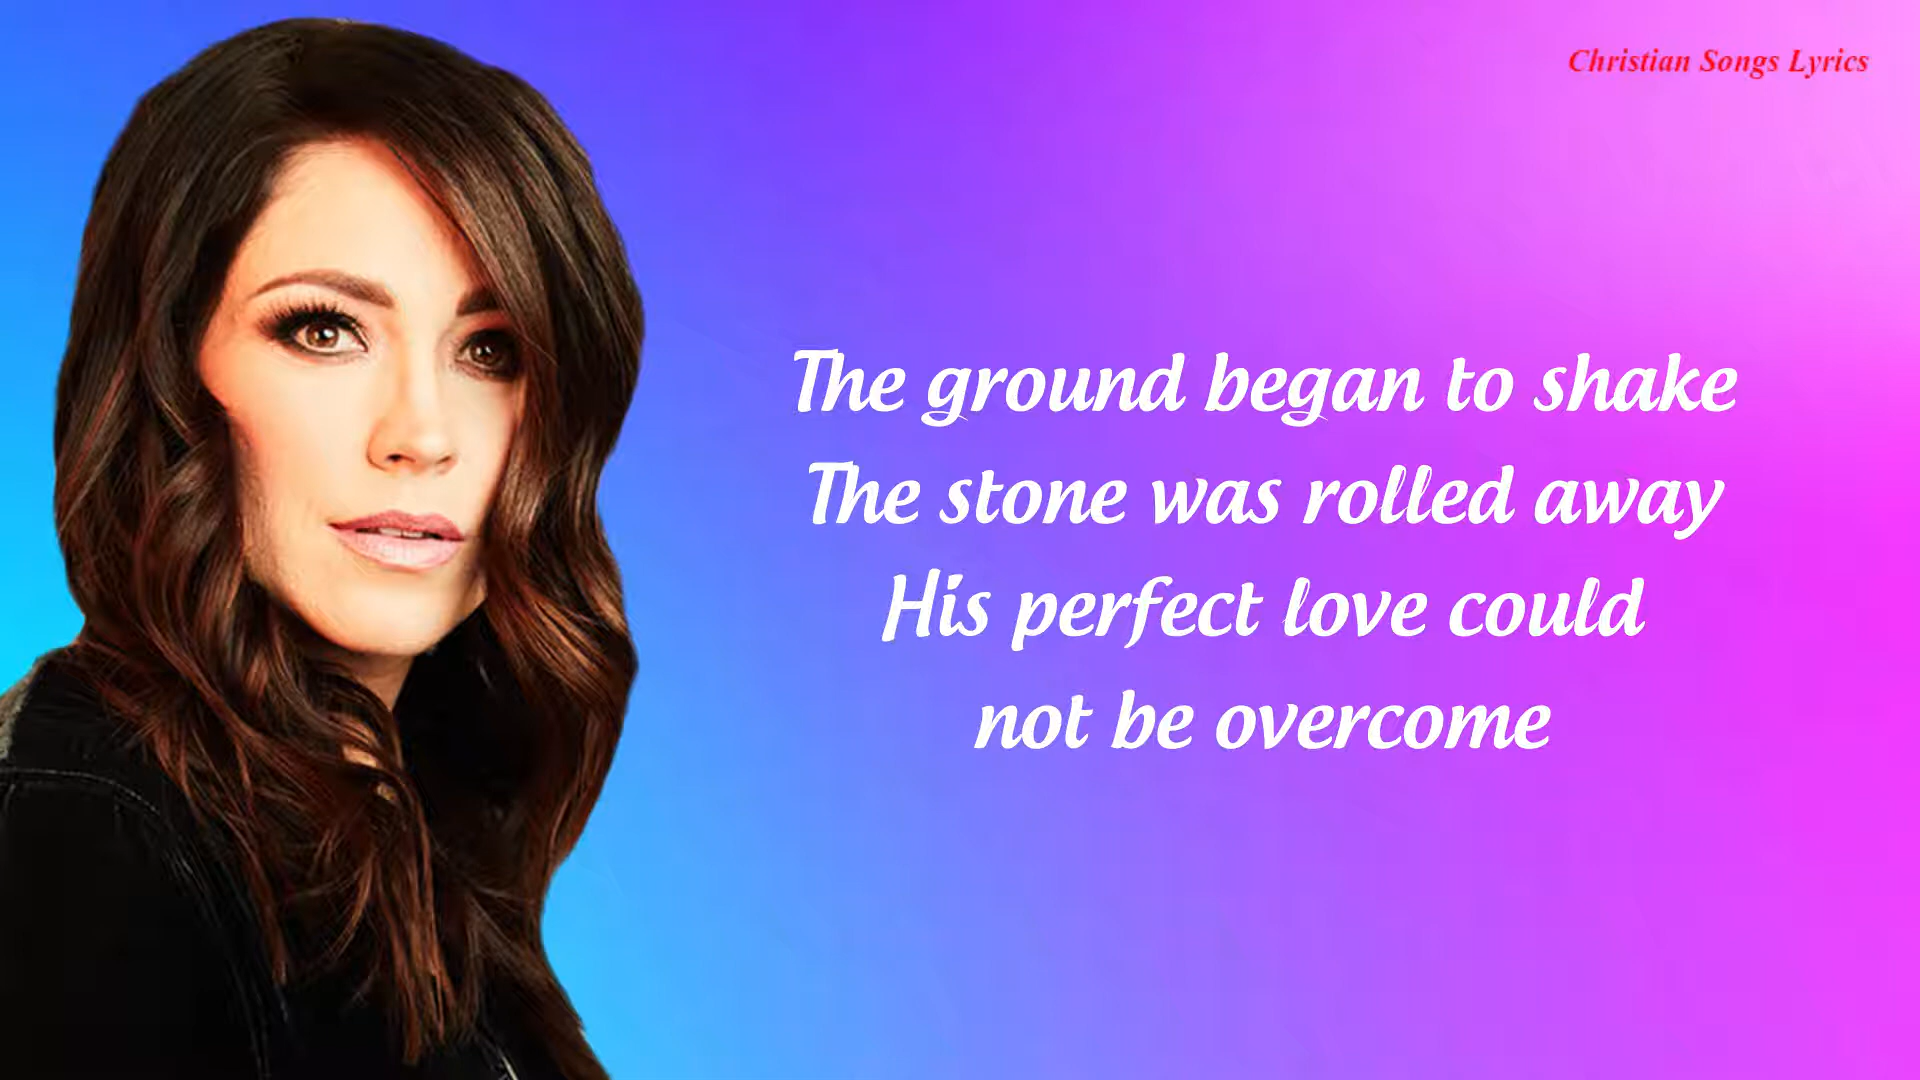 Christian Songs Lyrics
The ground began to shake
The stone was rolled away
His perfect love could
not be overcome